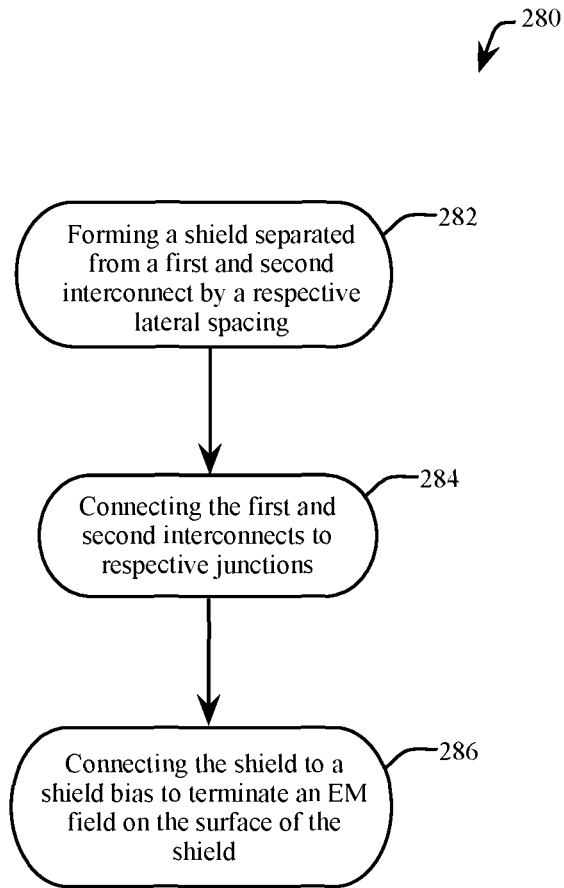 280
282
Forming a shield separated
from a first and second
interconnect by a respective
lateral spacing
284
Connecting the first and
second interconnects to
respective junctions
286
Connecting the shield to a
shield bias to terminate an EM
field on the surface of the
shield